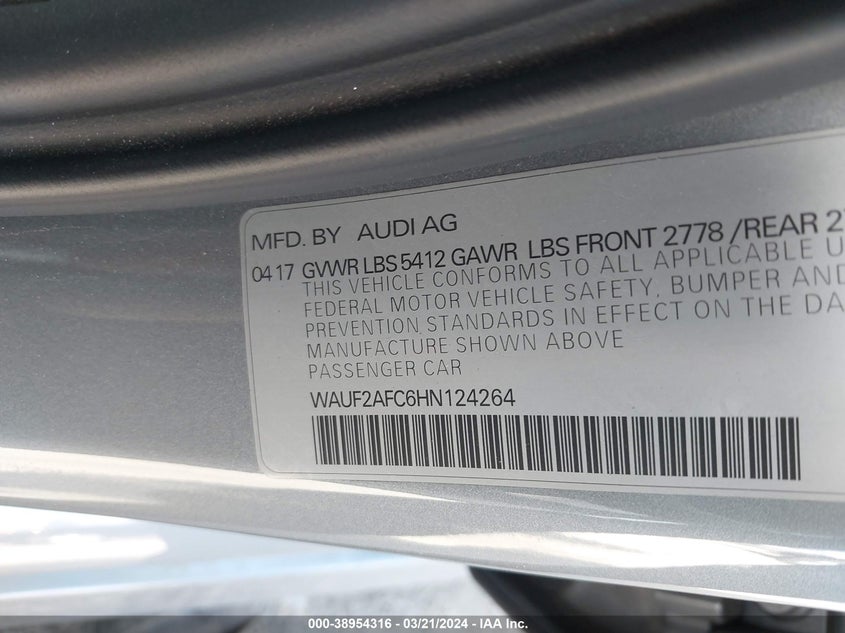 MFD. BY AUDI AG
04 17 GVWR LBS 5412 GAWR LBS FRONT 2778 /REAR
THIS VEHICLE CONFORMS TO ALL APPLICABLE
FEDERAL MOTOR VEHICLE SAFETY, BUMPER AND
PREVENTION STANDARDS IN EFFECT ON THE
MANUFACTURE SHOWN ABOVE
PASSENGER CAR
WAUF2AFC6HN124264
000-38954316 / 03/21/2024 — IAA Inc.